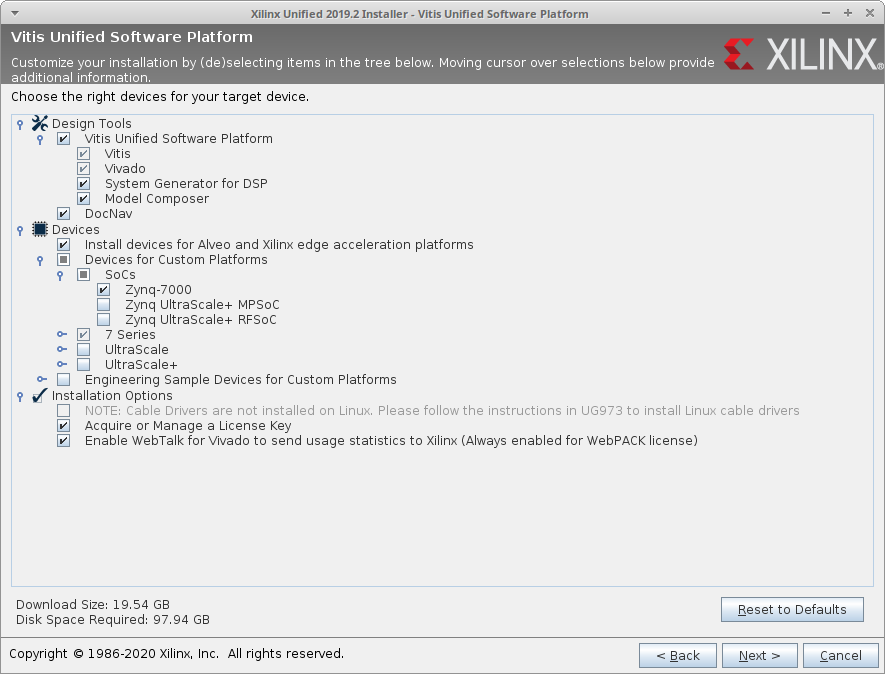 Xilinx Unified 2019.2 Installer - Vitis Unified Software Platform
Vitis Unified Software Platform
Customize your installation by (de)selecting items in the tree below. Moving cursor over selections below provide
additional information.
XILINX®
Choose the right devices for your target device.
Design Tools
Vitis Unified Software Platform
Vitis
Vivado
System Generator for DSP
Model Composer
DocNav
Devices
Install devices for Alveo and Xilinx edge acceleration platforms
Devices for Custom Platforms
SoCs
Zynq-7000
Zynq UltraScale+ MPSoC
Zynq UltraScale+ RFSoC
7 Series
UltraScale
UltraScale+
Engineering Sample Devices for Custom Platforms
Installation Options
NOTE: Cable Drivers are not installed on Linux. Please follow the instructions in UG973 to install Linux cable drivers
Acquire or Manage a License Key
Enable WebTalk for Vivado to send usage statistics to Xilinx (Always enabled for WebPACK license)
Download Size: 19.54 GB
Disk Space Required: 97.94 GB
Reset to Defaults
Copyright © 1986-2020 Xilinx, Inc. All rights reserved.
< Back
Next >
Cancel